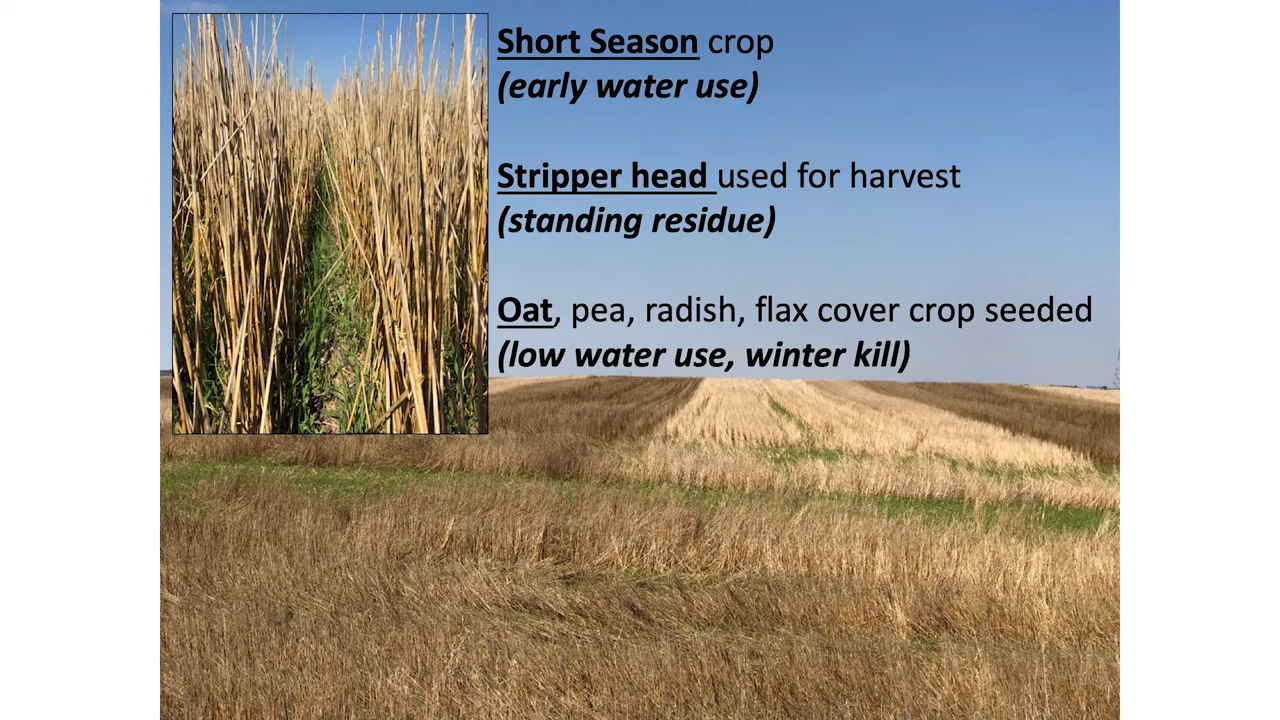 Short Season crop
(early water use)
Stripper head used for harvest
(standing residue)
Oat, pea, radish, flax cover crop seeded
(low water use, winter kill)